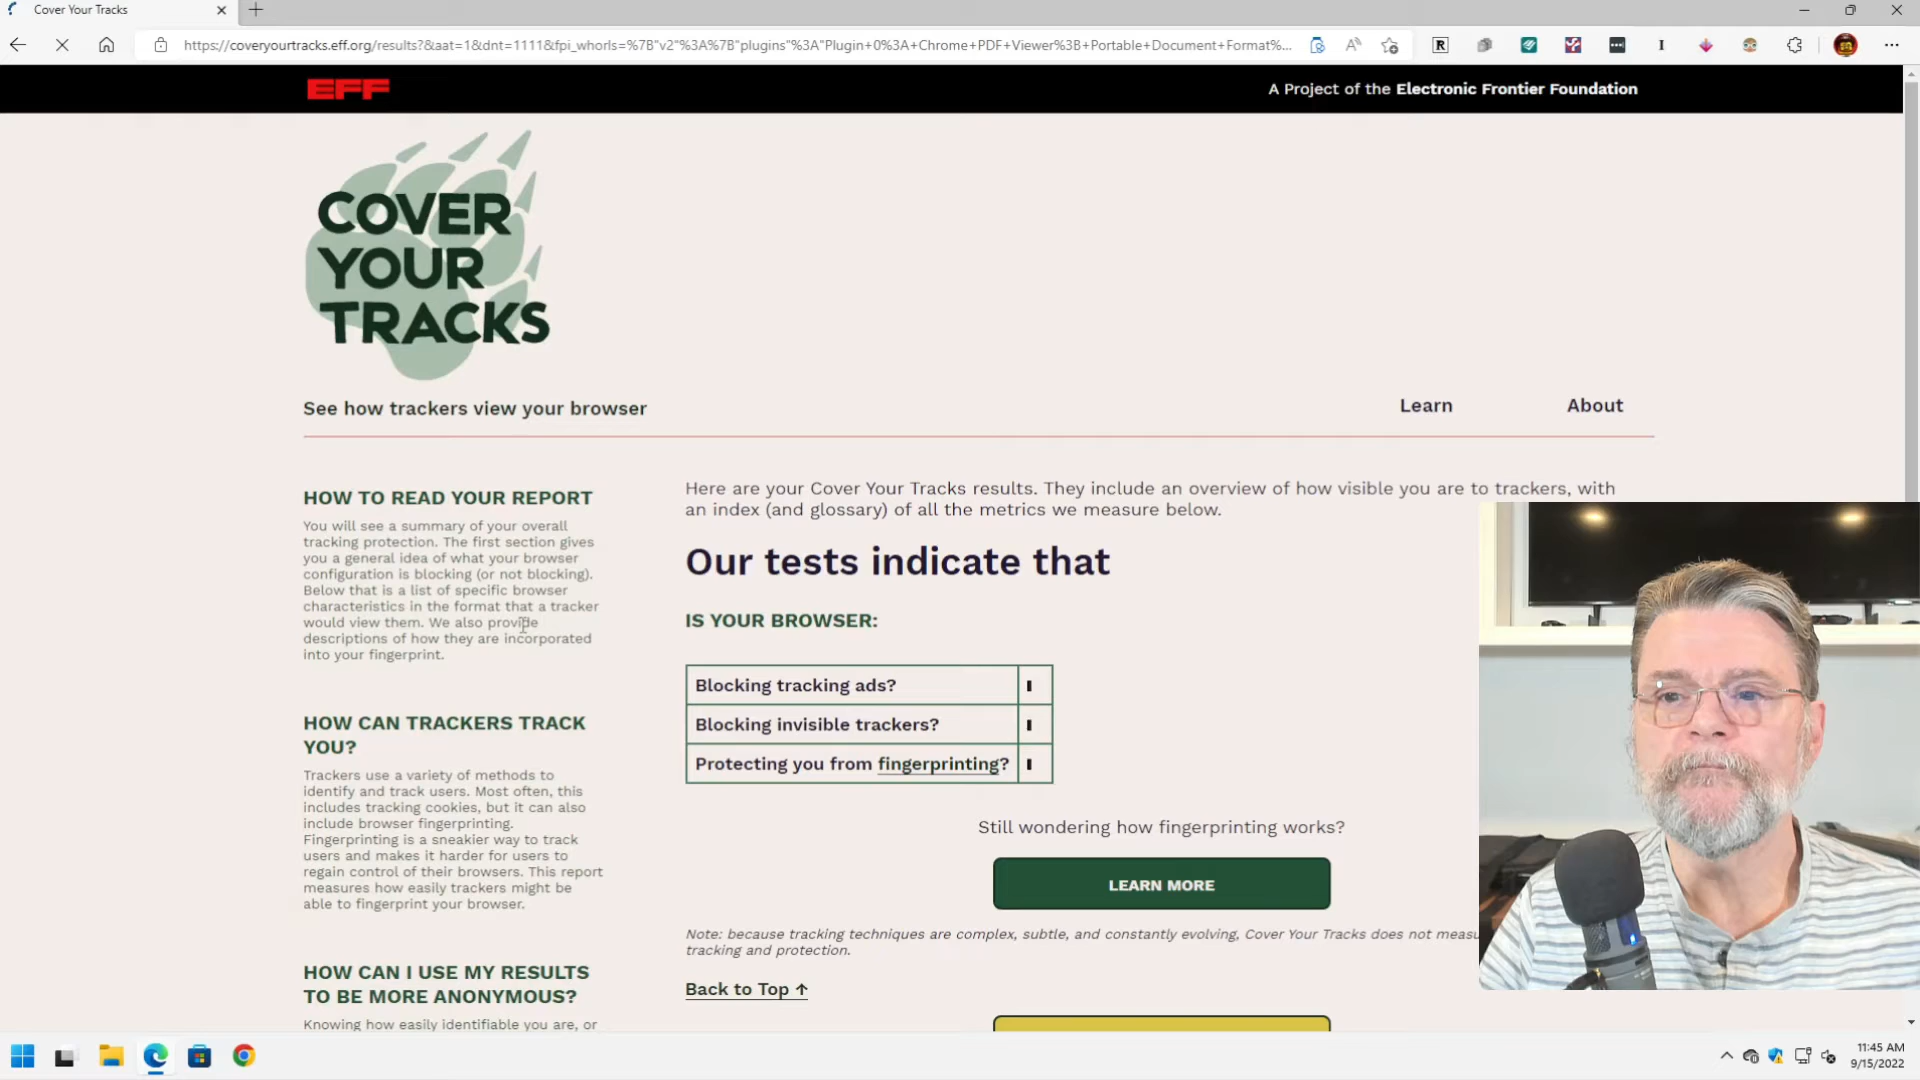 Cover Your Tracks
https://coveryourtracks.eff.org/results?&aat=1&dnt=1111&fpi_whorls=%7B"v2"%3A%7B"plugins"%3A"Plugin+0%3A+Chrome+PDF+Viewer%3B+Portable+Document+Format%...
EFF
A Project of the Electronic Frontier Foundation
COVER
YOUR
TRACKS
See how trackers view your browser
Learn
About
HOW TO READ YOUR REPORT
You will see a summary of your overall
tracking protection. The first section gives
you a general idea of what your browser
configuration is blocking (or not blocking).
Below that is a list of specific browser
characteristics in the format that a tracker
would view them. We also provide
descriptions of how they are incorporated
into your fingerprint.
HOW CAN TRACKERS TRACK
YOU?
Trackers use a variety of methods to
identify and track users. Most often, this
includes tracking cookies, but it can also
include browser fingerprinting.
Fingerprinting is a sneakier way to track
users and makes it harder for users to
regain control of their browsers. This report
measures how easily trackers might be
able to fingerprint your browser.
HOW CAN I USE MY RESULTS
TO BE MORE ANONYMOUS?
Knowing how easily identifiable you are, or
Here are your Cover Your Tracks results. They include an overview of how visible you are to trackers, with
an index (and glossary) of all the metrics we measure below.
Our tests indicate that
IS YOUR BROWSER:
Blocking tracking ads?
Blocking invisible trackers?
Protecting you from fingerprinting?
Still wondering how fingerprinting works?
LEARN MORE
Note: because tracking techniques are complex, subtle, and constantly evolving, Cover Your Tracks does not measu
tracking and protection.
Back to Top ↑
11:45 AM
9/15/2022